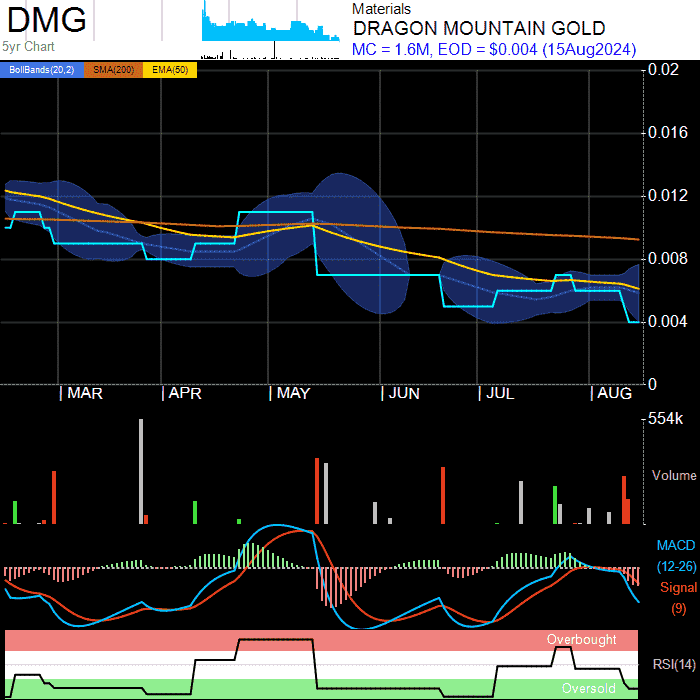 DMG
5yr Chart
Materials
DRAGON MOUNTAIN GOLD
MC = 1.6M, EOD = $0.004 (15Aug2024)
BollBands(20,2) SMA(200) EMA(50)
0.02
0.016
0.012
0.008
0.004
0
MAR APR MAY JUN JUL AUG
554k
Volume
MACD
(12-26)
Signal
(9)
Overbought
RSI(14)
Oversold